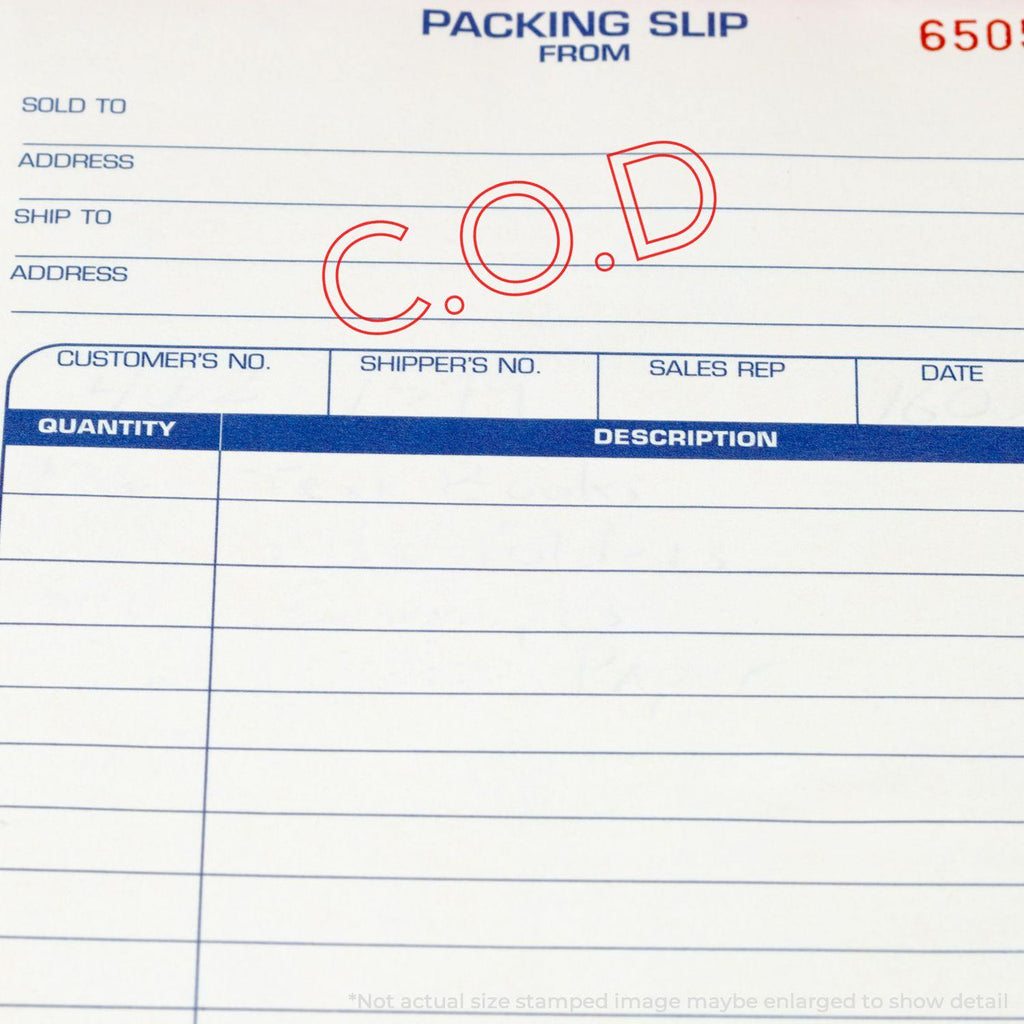 PACKING SLIP
FROM
6505
SOLD TO
ADDRESS
SHIP TO
ADDRESS
C.O.D
CUSTOMER'S NO. SHIPPER'S NO. SALES REP DATE
QUANTITY DESCRIPTION
*Not actual size stamped image maybe enlarged to show detail